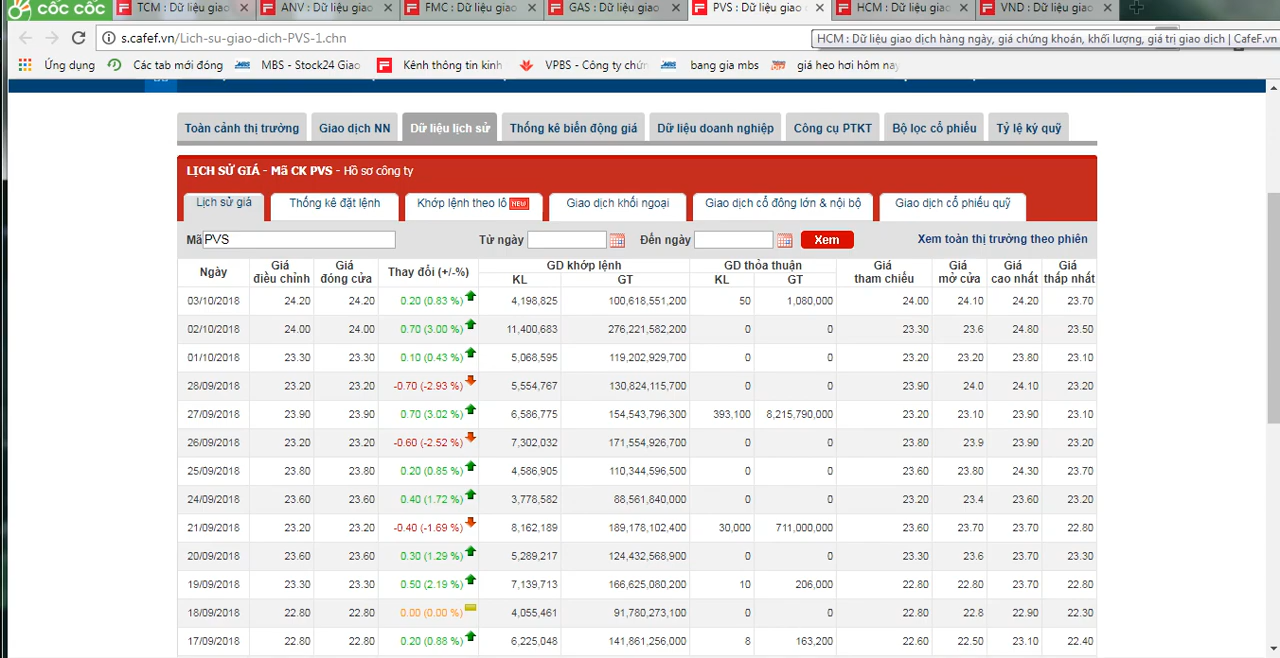 cốc cốc TCM : Dữ liệu giao ANV : Dữ liệu giao FMC : Dữ liệu giao GAS : Dữ liệu giao PVS : Dữ liệu giao HCM : Dữ liệu giao VND : Dữ liệu giao
s.cafef.vn/Lich-su-giao-dich-PVS-1.chn HCM : Dữ liệu giao dịch hàng ngày, giá chứng khoán, khối lượng, giá trị giao dịch | CafeF.vn
Ứng dụng Các tab mới đóng MBS - Stock24 Giao Kênh thông tin kinh VPBS - Công ty chứn bang gia mbs giá heo hơi hôm nay
Toàn cảnh thị trường Giao dịch NN Dữ liệu lịch sử Thống kê biến động giá Dữ liệu doanh nghiệp Công cụ PTKT Bộ lọc cổ phiếu Tỷ lệ ký quỹ
LỊCH SỬ GIÁ - Mã CK PVS - Hồ sơ công ty
Lịch sử giá Thống kê đặt lệnh Khớp lệnh theo lô NEW Giao dịch khối ngoại Giao dịch cổ đông lớn & nội bộ Giao dịch cổ phiếu quỹ
Mã PVS Từ ngày Đến ngày Xem Xem toàn thị trường theo phiên
Ngày Giá điều chỉnh Giá đóng cửa Thay đổi (+/-%) GD khớp lệnh GD thỏa thuận Giá tham chiếu Giá mở cửa Giá cao nhất Giá thấp nhất
KL GT KL GT
03/10/2018 24.20 24.20 0.20 (0.83 %) 4,198,825 100,618,551,200 50 1,080,000 24.00 24.10 24.20 23.70
02/10/2018 24.00 24.00 0.70 (3.00 %) 11,400,683 276,221,582,200 0 0 23.30 23.6 24.80 23.50
01/10/2018 23.30 23.30 0.10 (0.43 %) 5,068,595 119,202,929,700 0 0 23.20 23.20 23.80 23.10
28/09/2018 23.20 23.20 -0.70 (-2.93 %) 5,554,767 130,824,115,700 0 0 23.90 24.0 24.10 23.20
27/09/2018 23.90 23.90 0.70 (3.02 %) 6,586,775 154,543,796,300 393,100 8,215,790,000 23.20 23.10 23.90 23.10
26/09/2018 23.20 23.20 -0.60 (-2.52 %) 7,302,032 171,554,926,700 0 0 23.80 23.9 23.90 23.20
25/09/2018 23.80 23.80 0.20 (0.85 %) 4,586,905 110,344,596,500 0 0 23.60 23.80 24.30 23.70
24/09/2018 23.60 23.60 0.40 (1.72 %) 3,778,582 88,561,840,000 0 0 23.20 23.4 23.60 23.20
21/09/2018 23.20 23.20 -0.40 (-1.69 %) 8,162,189 189,178,102,400 30,000 711,000,000 23.60 23.70 23.70 22.80
20/09/2018 23.60 23.60 0.30 (1.29 %) 5,289,217 124,432,568,900 0 0 23.30 23.6 23.70 23.30
19/09/2018 23.30 23.30 0.50 (2.19 %) 7,139,713 166,625,080,200 10 206,000 22.80 22.80 23.70 22.80
18/09/2018 22.80 22.80 0.00 (0.00 %) 4,055,461 91,780,273,100 0 0 22.80 22.8 22.90 22.30
17/09/2018 22.80 22.80 0.20 (0.88 %) 6,225,048 141,861,256,000 8 163,200 22.60 22.50 23.10 22.40